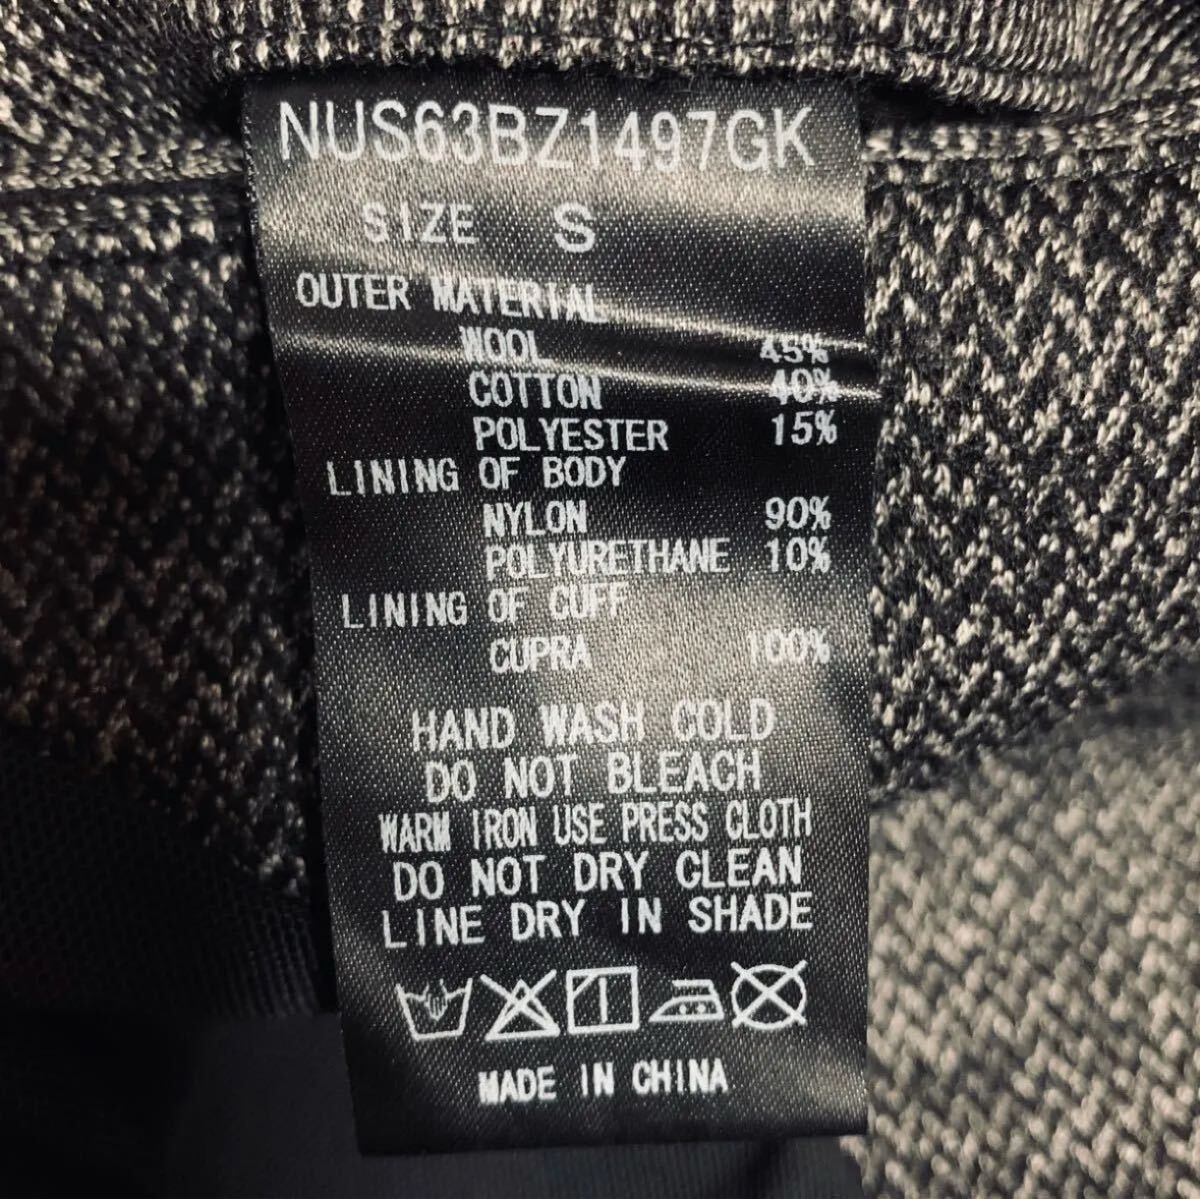 NUS63BZ1497GK
SIZE S
OUTER MATERIAL
WOOL 45%
COTTON 40%
POLYESTER 15%
LINING OF BODY
NYLON 90%
POLYURETHANE 10%
LINING OF CUFF
CUPRA 100%
HAND WASH COLD
DO NOT BLEACH
WARM IRON USE PRESS CLOTH
DO NOT DRY CLEAN
LINE DRY IN SHADE
MADE IN CHINA